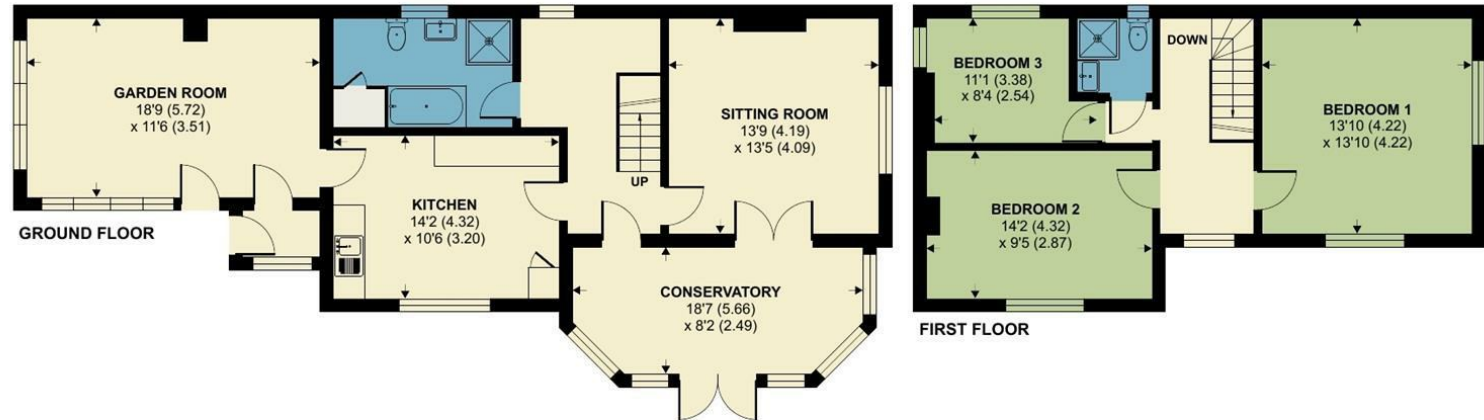 GARDEN ROOM
18'9 (5.72)
x 11'6 (3.51)
GROUND FLOOR
KITCHEN
14'2 (4.32)
x 10'6 (3.20)
UP
SITTING ROOM
13'9 (4.19)
x 13'5 (4.09)
CONSERVATORY
18'7 (5.66)
x 8'2 (2.49)
BEDROOM 3
11'1 (3.38)
x 8'4 (2.54)
DOWN
BEDROOM 1
13'10 (4.22)
x 13'10 (4.22)
BEDROOM 2
14'2 (4.32)
x 9'5 (2.87)
FIRST FLOOR